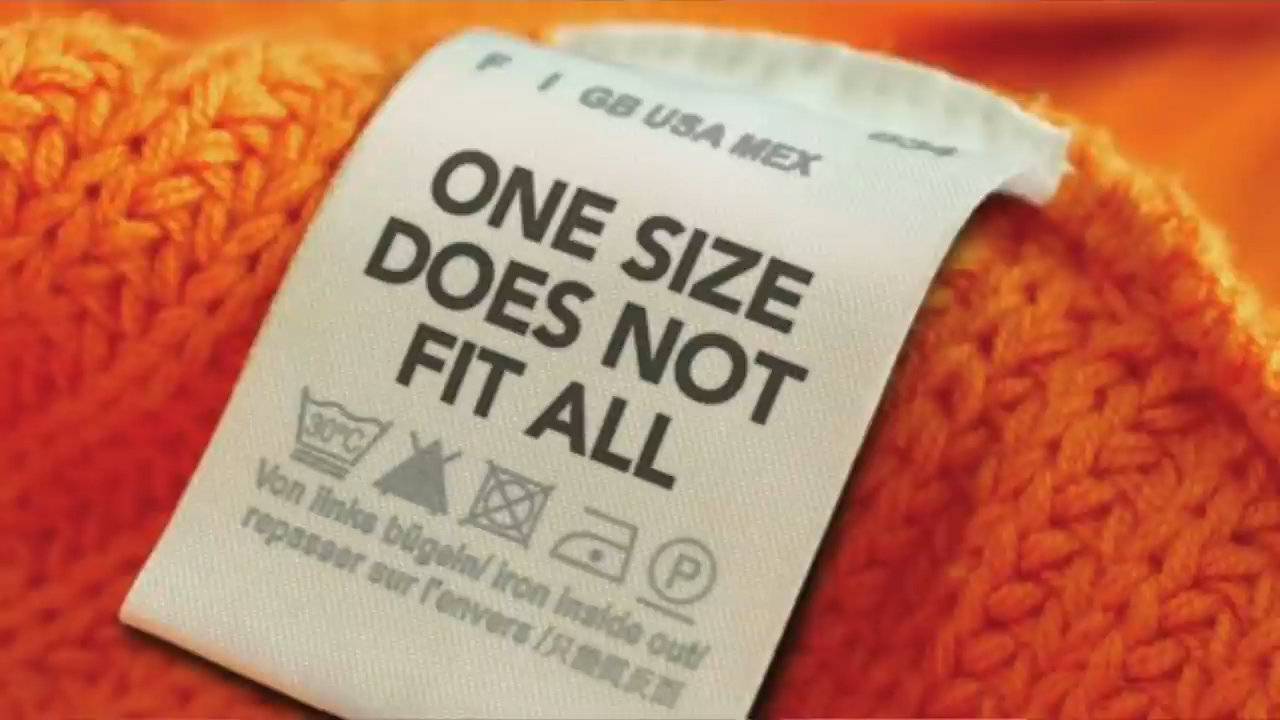 F I GB USA MEX
ONE SIZE
DOES NOT
FIT ALL
30°C
P
Von links bügeln/ iron inside out/
repasser sur l'envers /